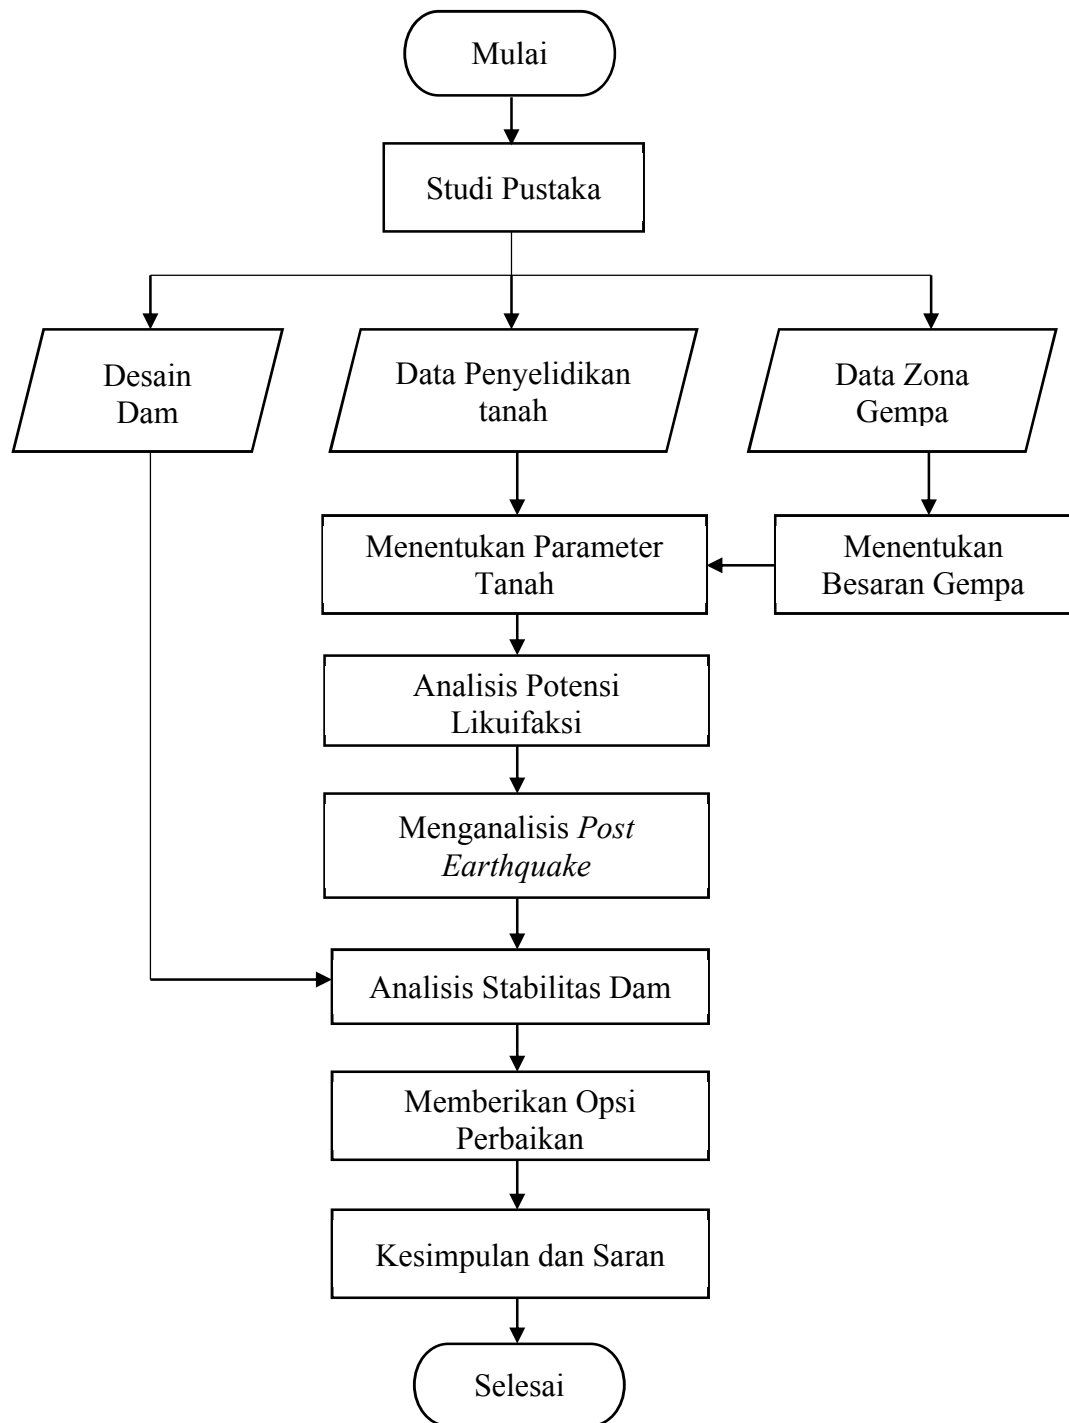 Mulai
Studi Pustaka
Desain
Dam
Data Penyelidikan
tanah
Data Zona
Gempa
Menentukan Parameter
Tanah
Menentukan
Besaran Gempa
Analisis Potensi
Likuifaksi
Menganalisis Post
Earthquake
Analisis Stabilitas Dam
Memberikan Opsi
Perbaikan
Kesimpulan dan Saran
Selesai